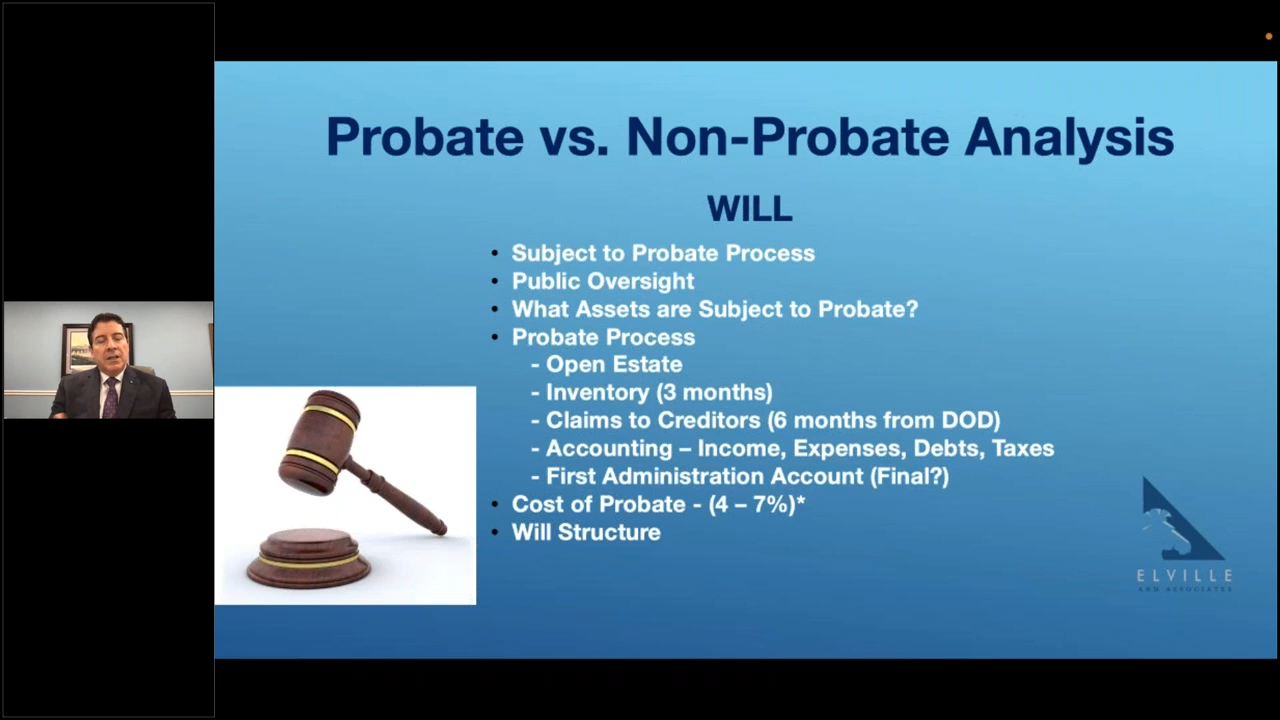 Probate vs. Non-Probate Analysis
WILL
• Subject to Probate Process
• Public Oversight
• What Assets are Subject to Probate?
• Probate Process
- Open Estate
- Inventory (3 months)
- Claims to Creditors (6 months from DOD)
- Accounting – Income, Expenses, Debts, Taxes
- First Administration Account (Final?)
• Cost of Probate - (4 – 7%)*
• Will Structure
ELVILLE
AND ASSOCIATES